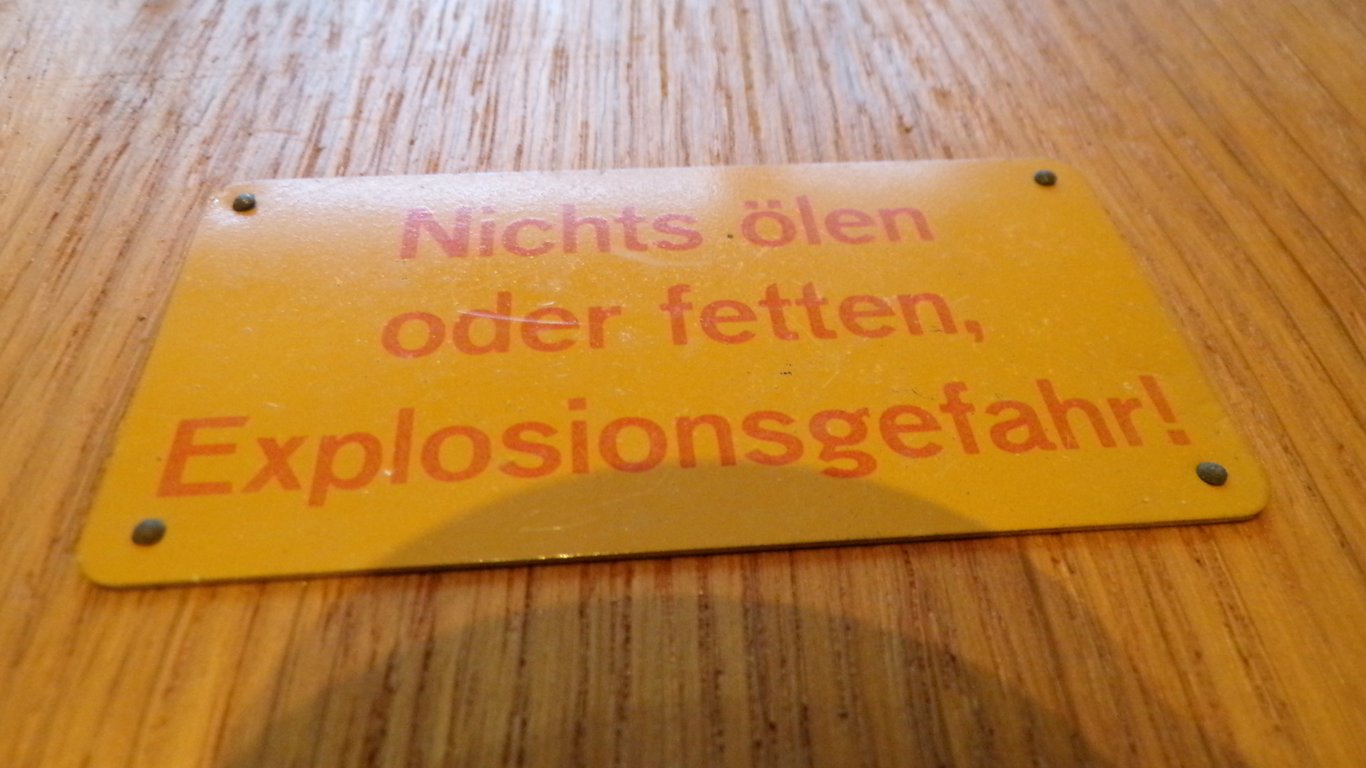 Nichts ölen
oder fetten,
Explosionsgefahr!